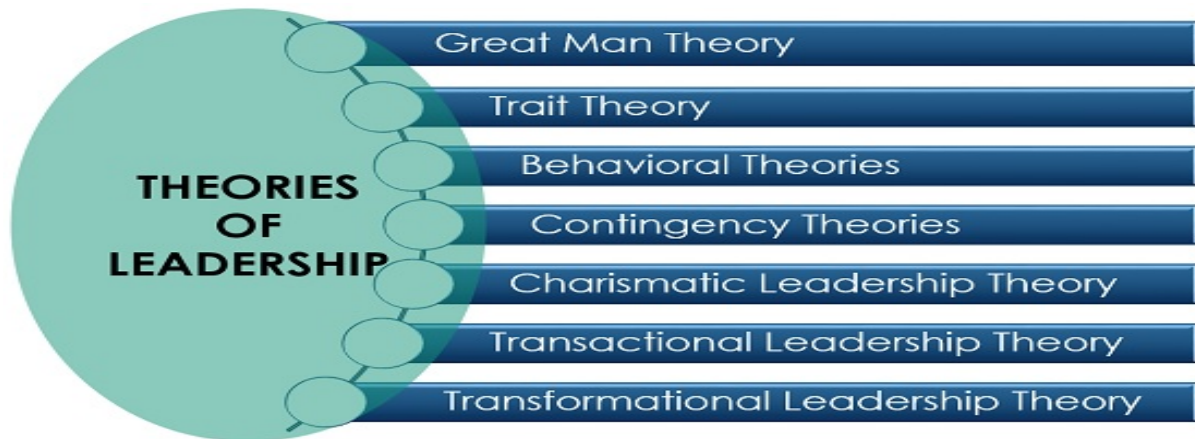 THEORIES
OF
LEADERSHIP
Great Man Theory
Trait Theory
Behavioral Theories
Contingency Theories
Charismatic Leadership Theory
Transactional Leadership Theory
Transformational Leadership Theory